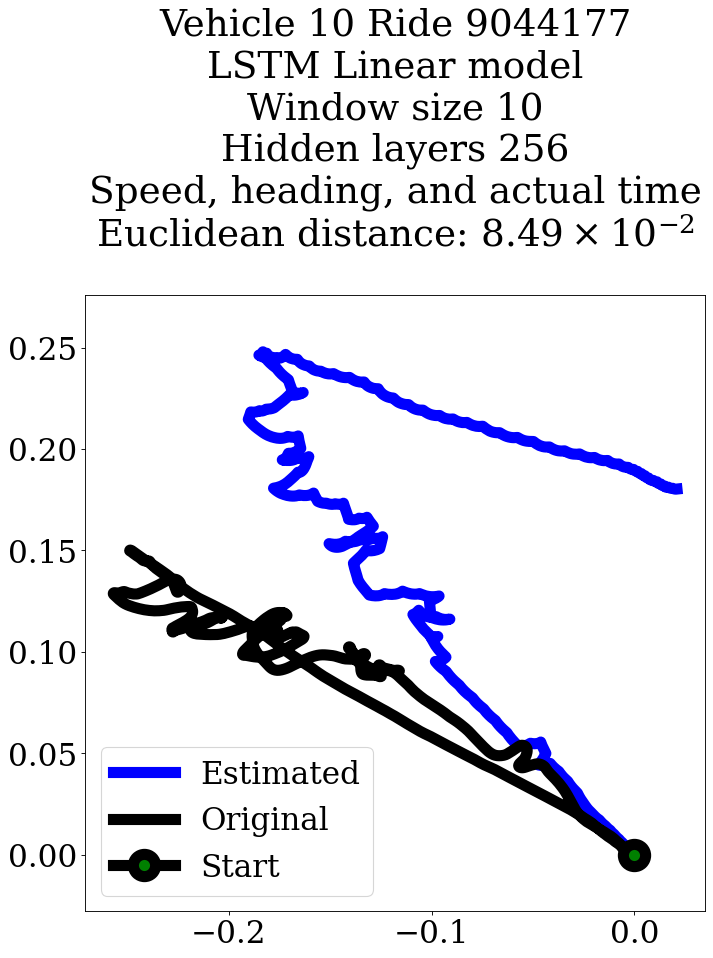 Vehicle 10 Ride 9044177
LSTM Linear model
Window size 10
Hidden layers 256
Speed, heading, and actual time
Euclidean distance: 8.49 × 10⁻²
0.25
0.20
0.15
0.10
0.05
0.00
Estimated
Original
Start
−0.2
−0.1
0.0